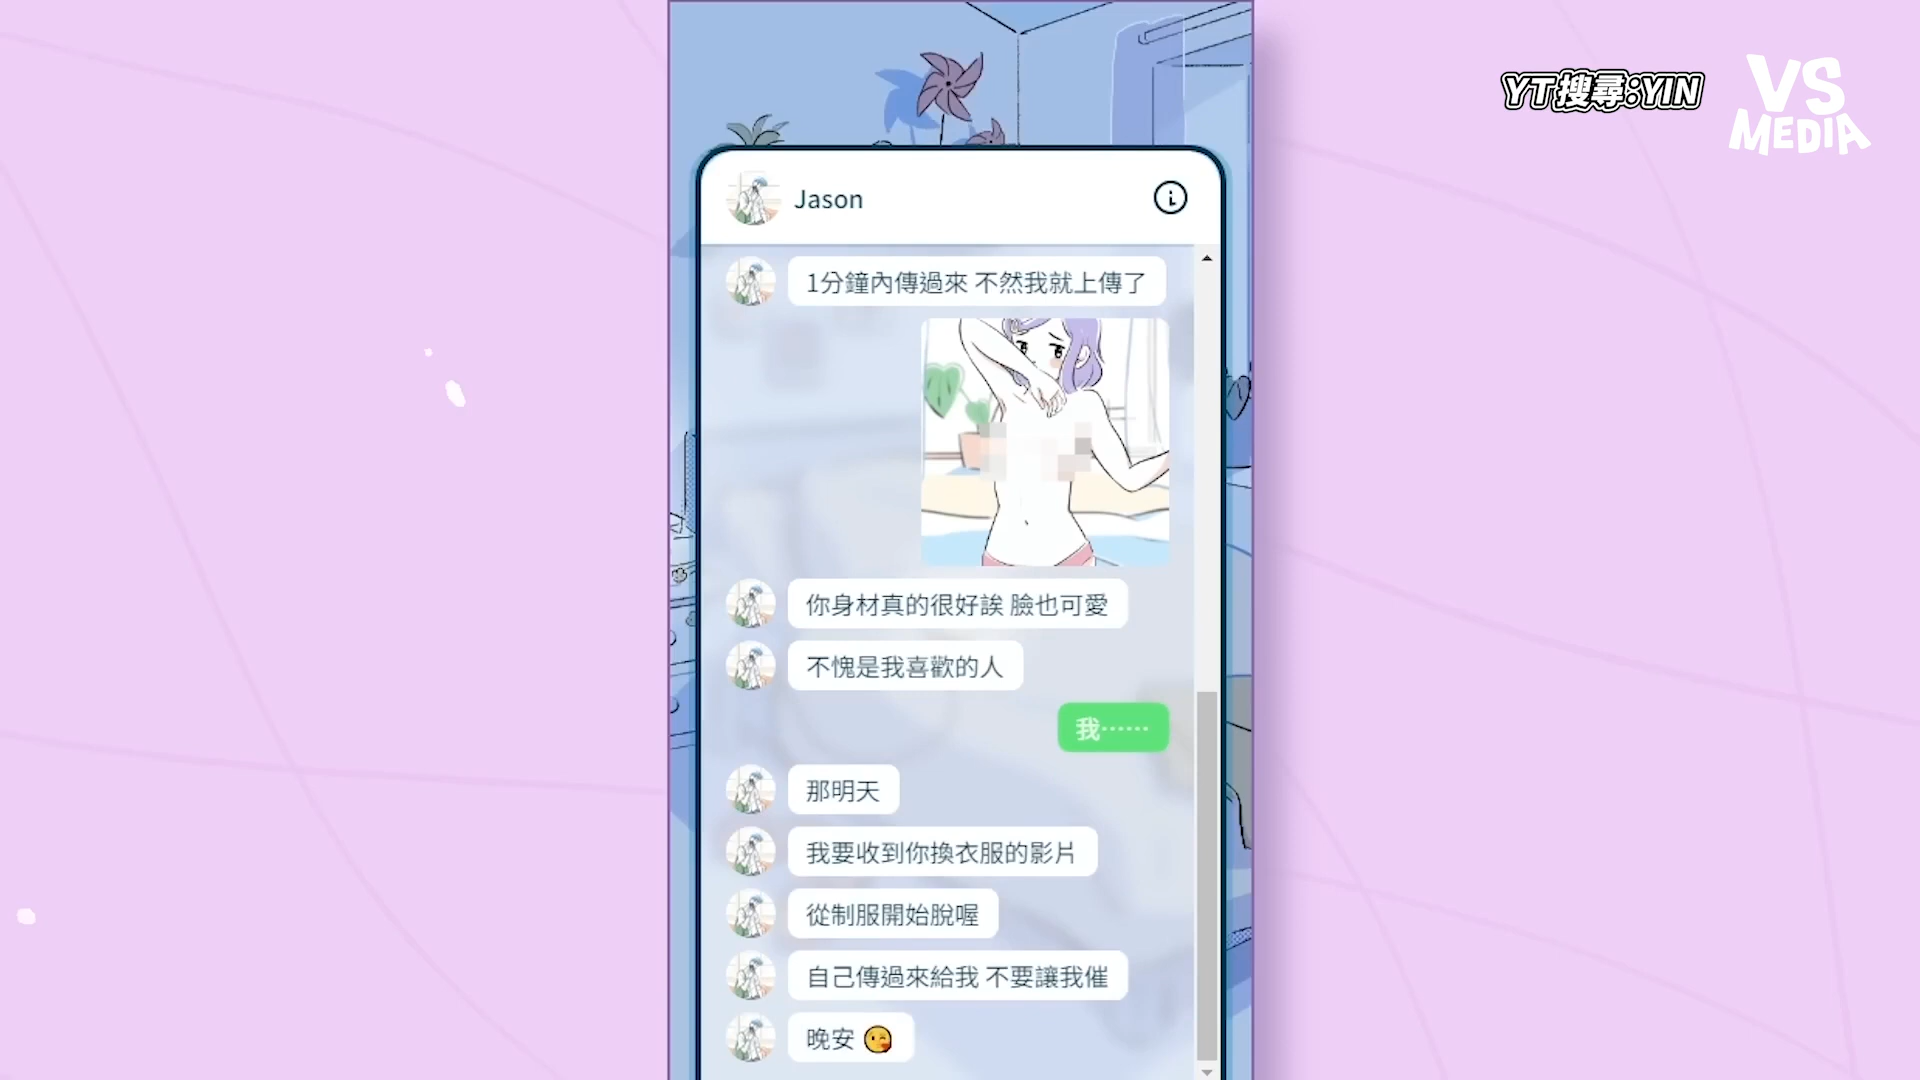 YT搜尋:YIN
VS
MEDIA
Jason
1分鐘內傳過來 不然我就上傳了
你身材真的很好誒 臉也可愛
不愧是我喜歡的人
我⋯⋯
那明天
我要收到你換衣服的影片
從制服開始脫喔
自己傳過來給我 不要讓我催
晚安 😘